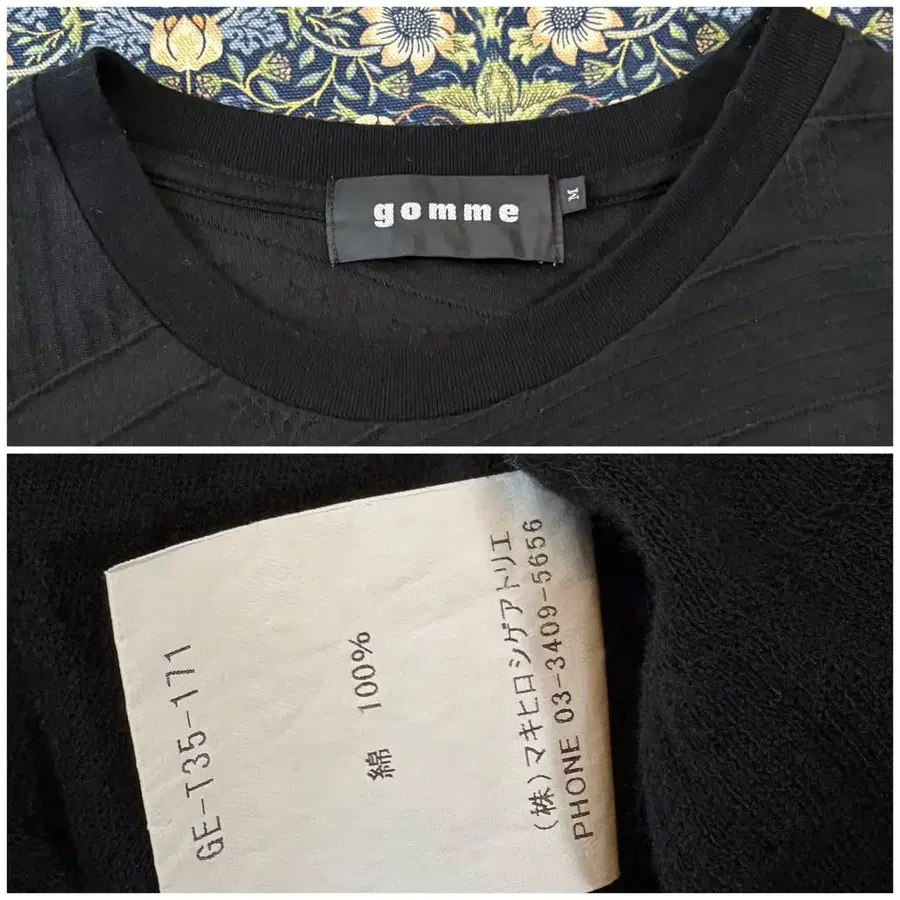 gomme
M
GE-T35-171
綿 100%
(株)マキヒロシゲアトリエ
PHONE 03-3409-5656